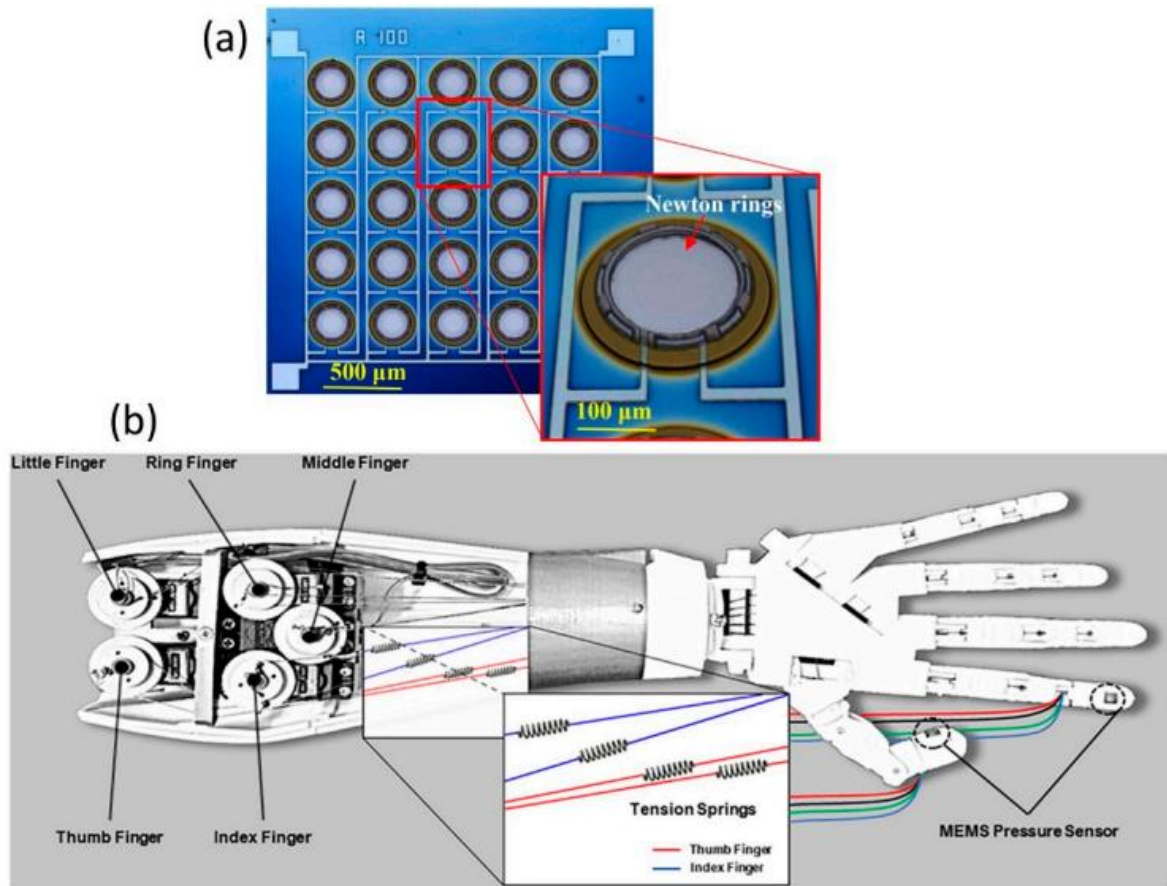 (a)
R 100
Newton rings
500 µm
100 µm
(b)
Little Finger
Ring Finger
Middle Finger
Tension Springs
Thumb Finger
Index Finger
Thumb Finger
Index Finger
MEMS Pressure Sensor